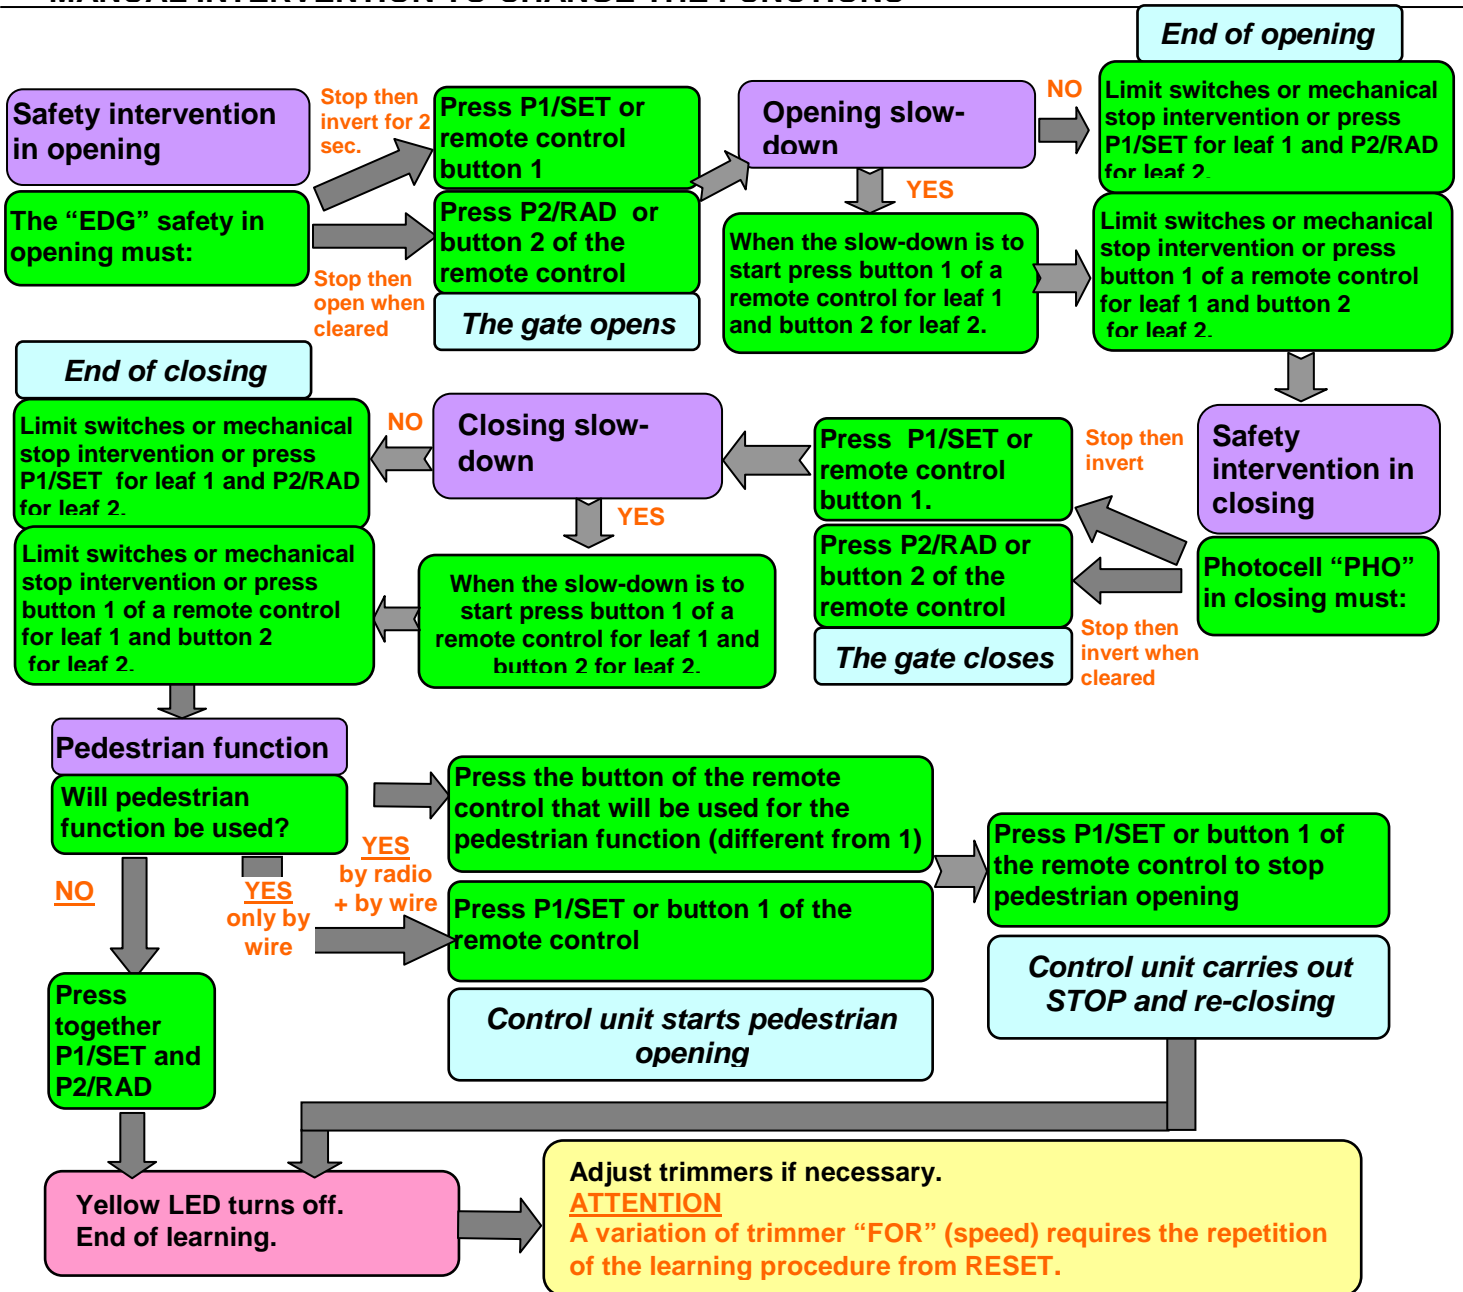 MANUAL INTERVENTION TO CHANGE THE FUNCTIONS
Safety intervention
in opening
The “EDG” safety in
opening must:
Stop then
invert for 2
sec.
Stop then
open when
cleared
Press P1/SET or
remote control
button 1
Press P2/RAD or
button 2 of the
remote control
The gate opens
Opening slow-
down
NO
YES
When the slow-down is to
start press button 1 of a
remote control for leaf 1
and button 2 for leaf 2.
End of opening
Limit switches or mechanical
stop intervention or press
P1/SET for leaf 1 and P2/RAD
for leaf 2.
Limit switches or mechanical
stop intervention or press
button 1 of a remote control
for leaf 1 and button 2
for leaf 2.
Safety
intervention in
closing
Photocell “PHO”
in closing must:
Stop then
invert
Stop then
invert when
cleared
Press P1/SET or
remote control
button 1.
Press P2/RAD or
button 2 of the
remote control
The gate closes
Closing slow-
down
NO
YES
When the slow-down is to
start press button 1 of a
remote control for leaf 1 and
button 2 for leaf 2.
End of closing
Limit switches or mechanical
stop intervention or press
P1/SET for leaf 1 and P2/RAD
for leaf 2.
Limit switches or mechanical
stop intervention or press
button 1 of a remote control
for leaf 1 and button 2
for leaf 2.
Pedestrian function
Will pedestrian
function be used?
NO
YES
only by
wire
YES
by radio
+ by wire
Press the button of the remote
control that will be used for the
pedestrian function (different from 1)
Press P1/SET or button 1 of the
remote control
Control unit starts pedestrian
opening
Press P1/SET or button 1 of
the remote control to stop
pedestrian opening
Control unit carries out
STOP and re-closing
Press
together
P1/SET and
P2/RAD
Yellow LED turns off.
End of learning.
Adjust trimmers if necessary.
ATTENTION
A variation of trimmer “FOR” (speed) requires the repetition
of the learning procedure from RESET.